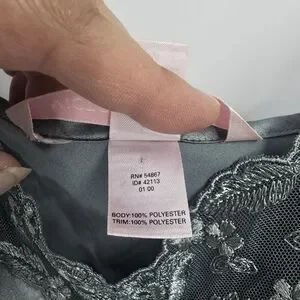 RN# 54867
ID# 42113
01 00
BODY:100% POLYESTER
TRIM:100% POLYESTER